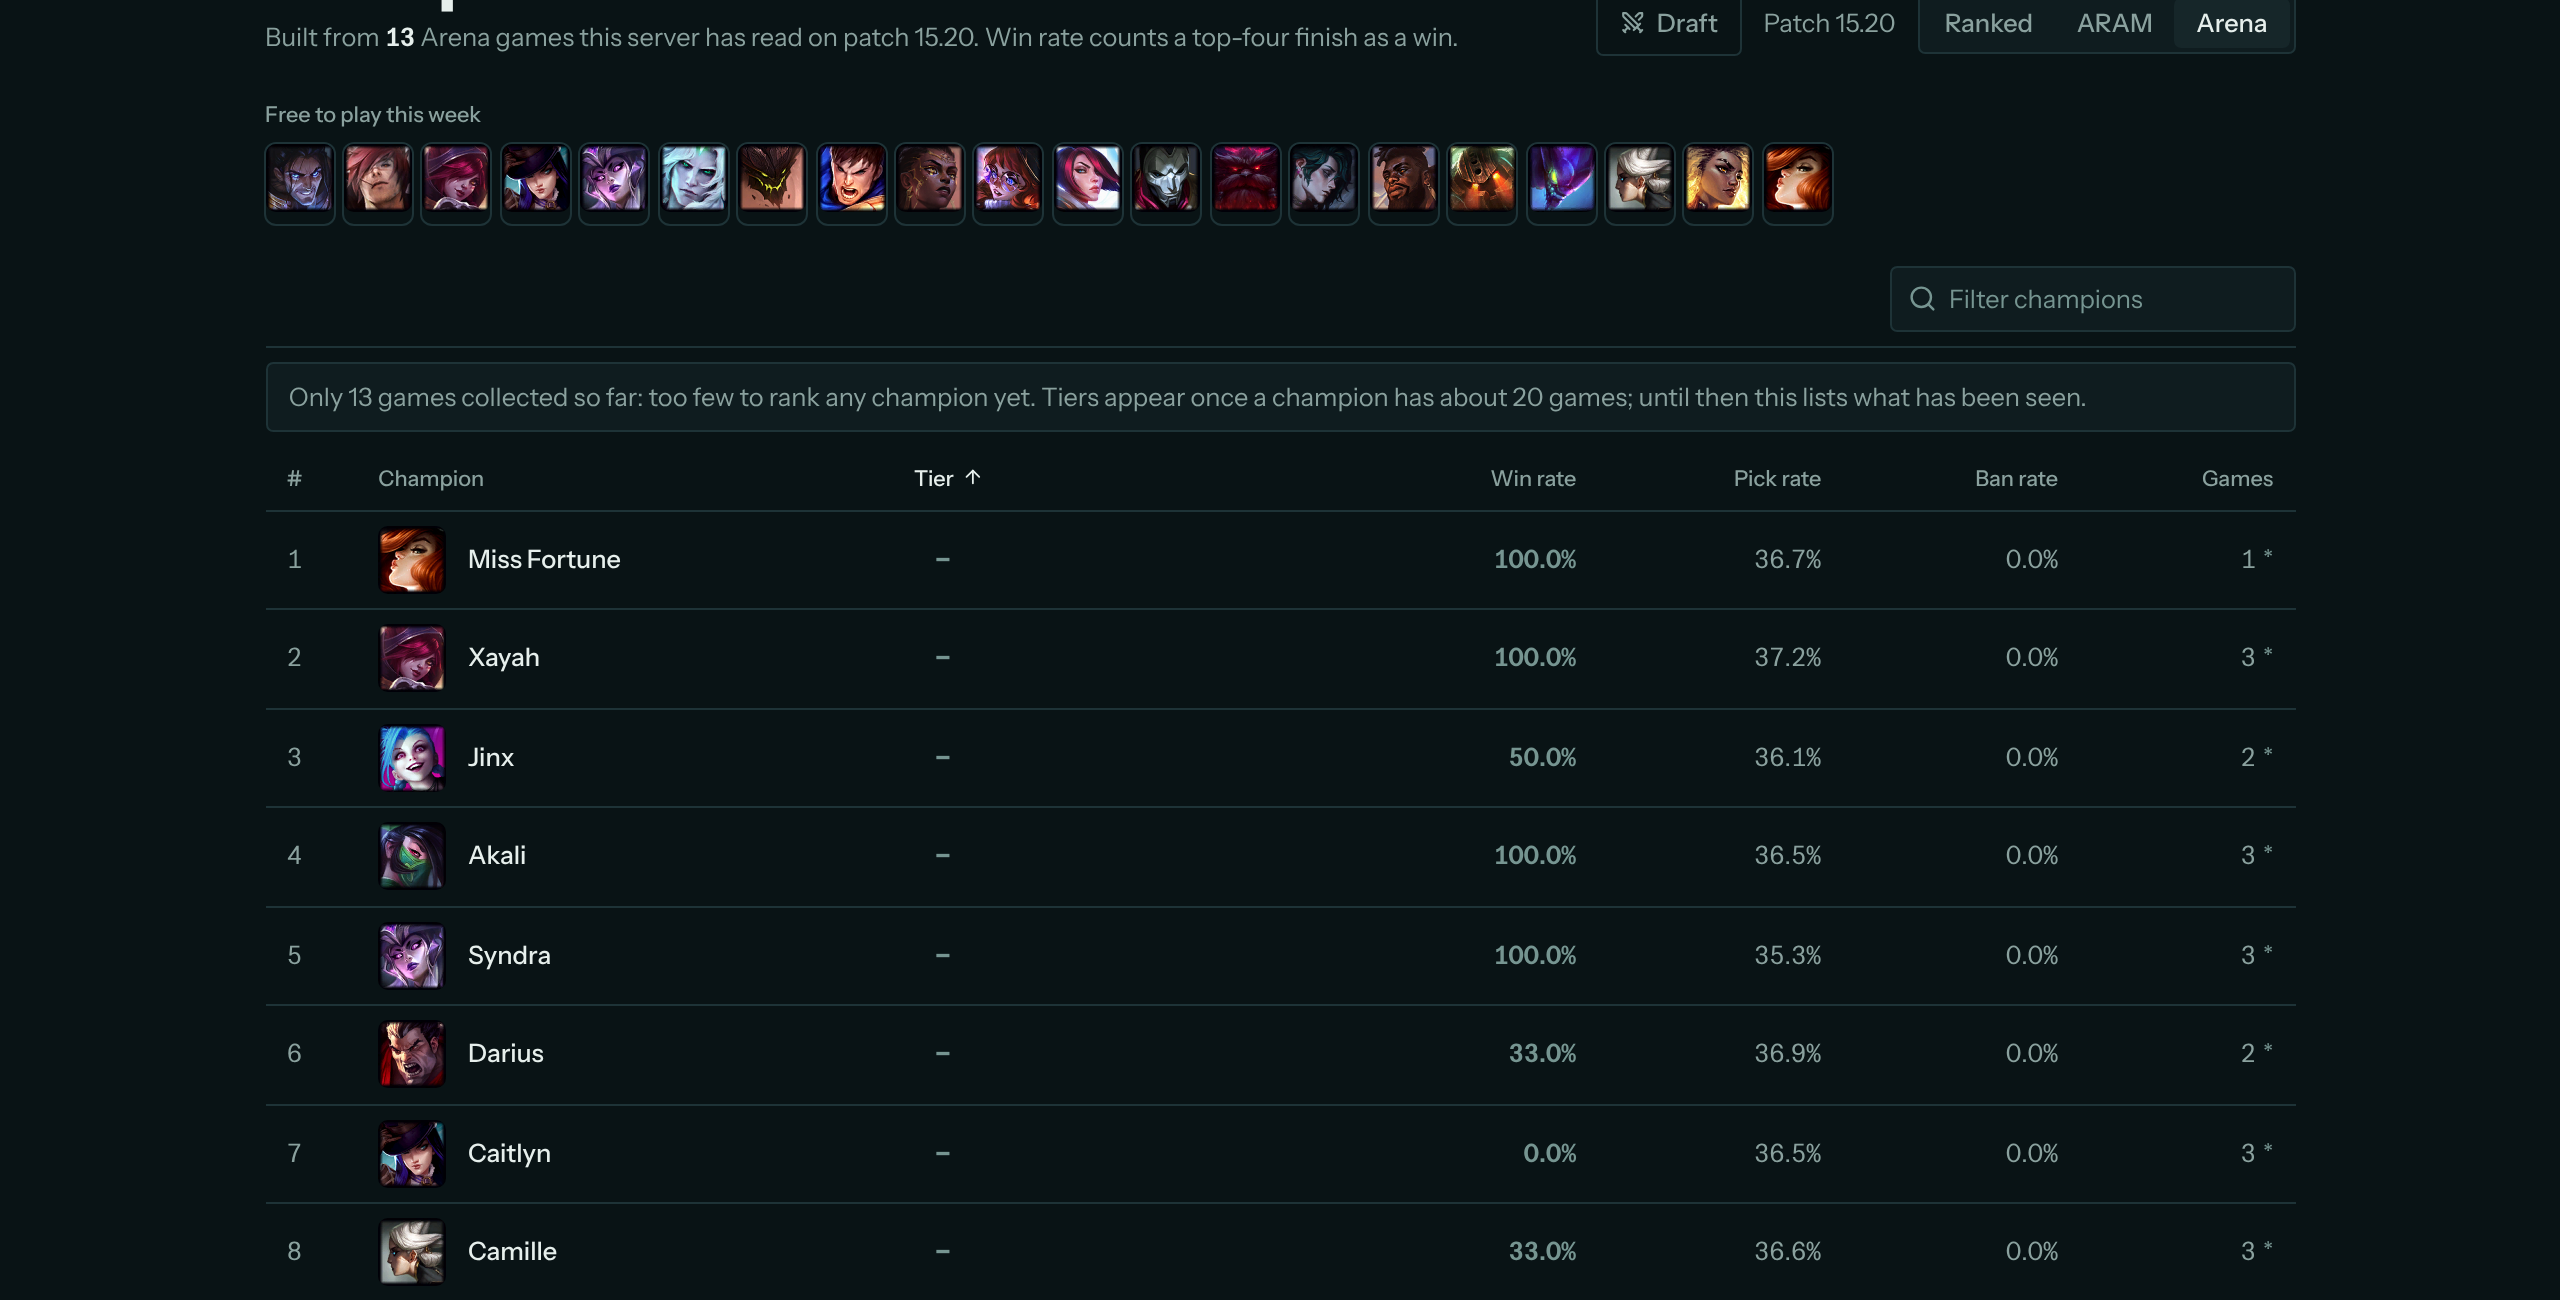 Built from 13 Arena games this server has read on patch 15.20. Win rate counts a top-four finish as a win.
Draft Patch 15.20 Ranked ARAM Arena
Free to play this week
Filter champions
Only 13 games collected so far: too few to rank any champion yet. Tiers appear once a champion has about 20 games; until then this lists what has been seen.
# Champion Tier ↑ Win rate Pick rate Ban rate Games
1 Miss Fortune – 100.0% 36.7% 0.0% 1 *
2 Xayah – 100.0% 37.2% 0.0% 3 *
3 Jinx – 50.0% 36.1% 0.0% 2 *
4 Akali – 100.0% 36.5% 0.0% 3 *
5 Syndra – 100.0% 35.3% 0.0% 3 *
6 Darius – 33.0% 36.9% 0.0% 2 *
7 Caitlyn – 0.0% 36.5% 0.0% 3 *
8 Camille – 33.0% 36.6% 0.0% 3 *